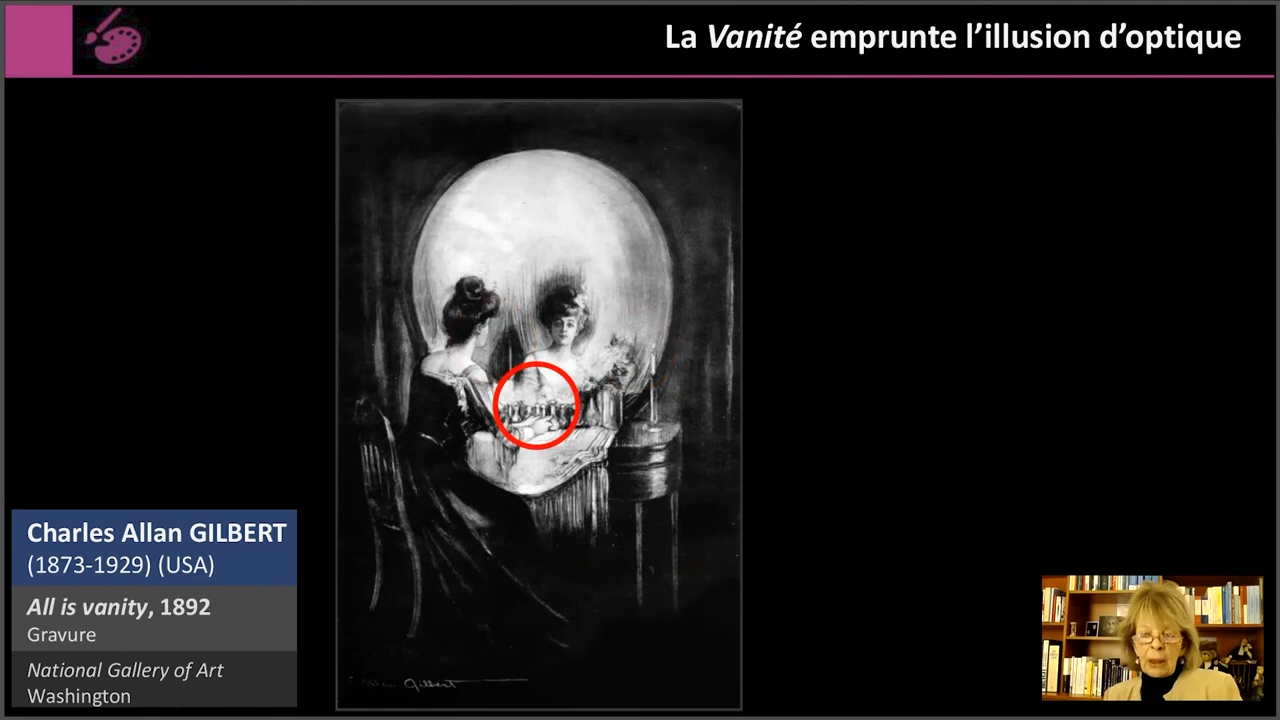 La Vanité emprunte l’illusion d’optique
Charles Allan GILBERT
(1873-1929) (USA)
All is vanity, 1892
Gravure
National Gallery of Art
Washington
Gilbert